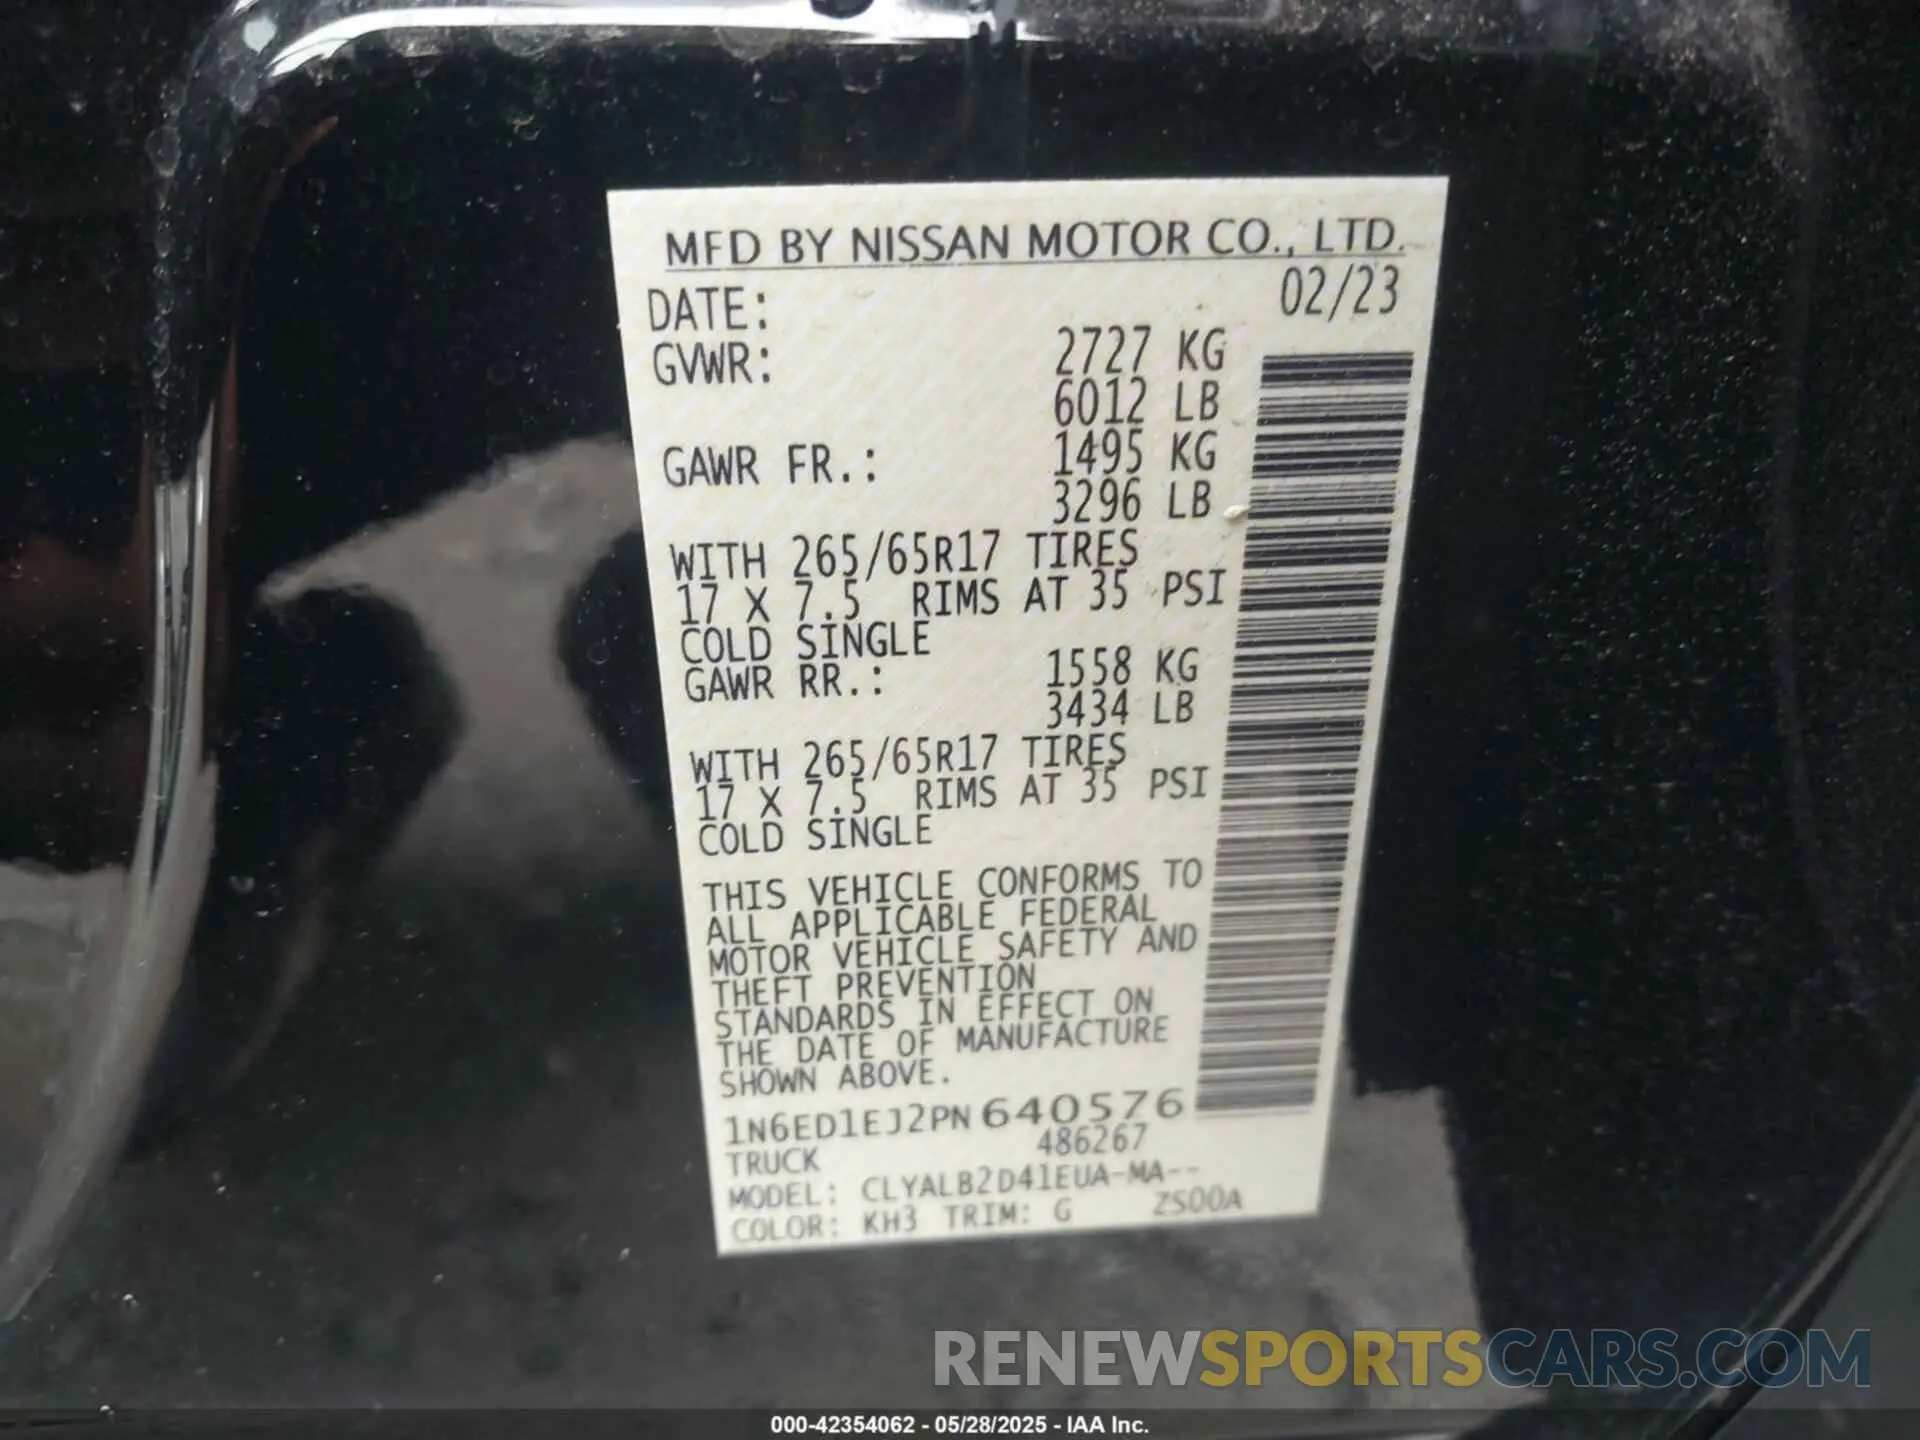 MFD BY NISSAN MOTOR CO., LTD.
DATE: 02/23
GVWR: 2727 KG
6012 LB
GAWR FR.: 1495 KG
3296 LB
WITH 265/65R17 TIRES
17 X 7.5 RIMS AT 35 PSI
COLD SINGLE
GAWR RR.: 1558 KG
3434 LB
WITH 265/65R17 TIRES
17 X 7.5 RIMS AT 35 PSI
COLD SINGLE
THIS VEHICLE CONFORMS TO
ALL APPLICABLE FEDERAL
MOTOR VEHICLE SAFETY AND
THEFT PREVENTION
STANDARDS IN EFFECT ON
THE DATE OF MANUFACTURE
SHOWN ABOVE.
1N6ED1EJ2PN640576
TRUCK 486267
MODEL: CLYALB2D41EUA-MA--
COLOR: KH3 TRIM: G ZS00A
RENEWSPORTSCARS.COM
000-42354062 - 05/28/2025 - IAA Inc.